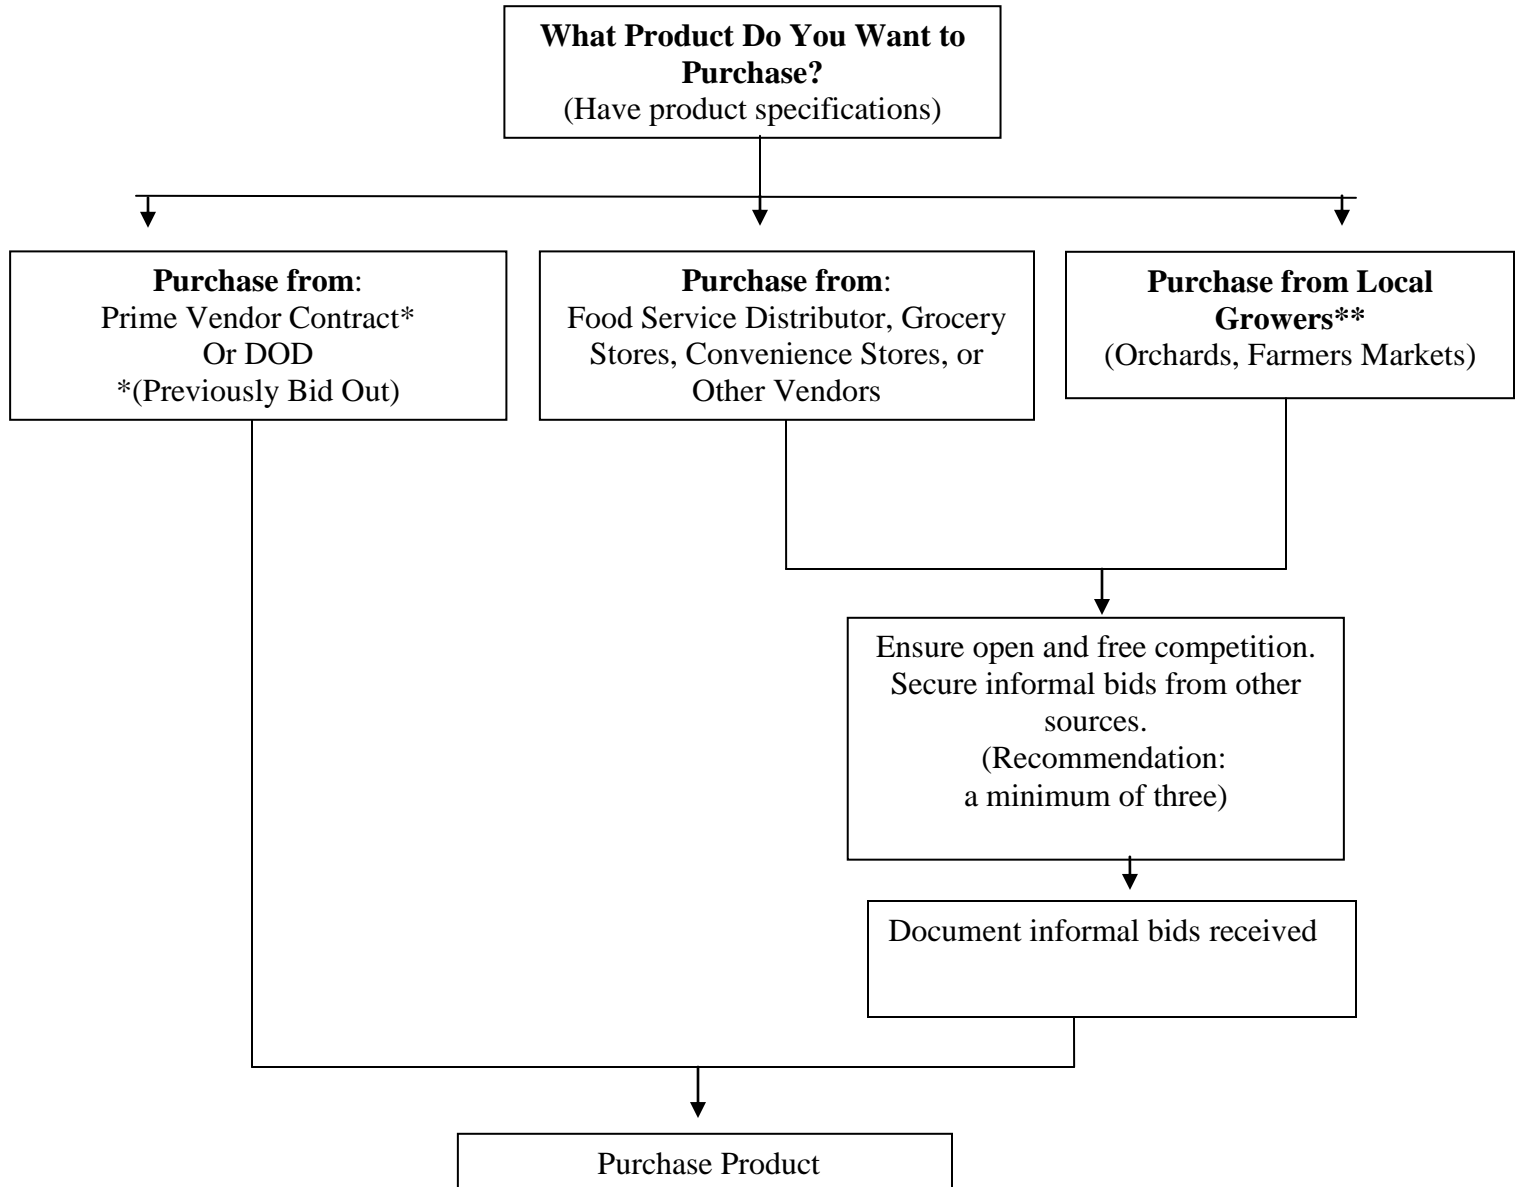 What Product Do You Want to
Purchase?
(Have product specifications)
Purchase from:
Prime Vendor Contract*
Or DOD
*(Previously Bid Out)
Purchase from:
Food Service Distributor, Grocery
Stores, Convenience Stores, or
Other Vendors
Purchase from Local
Growers**
(Orchards, Farmers Markets)
Ensure open and free competition.
Secure informal bids from other
sources.
(Recommendation:
a minimum of three)
Document informal bids received
Purchase Product